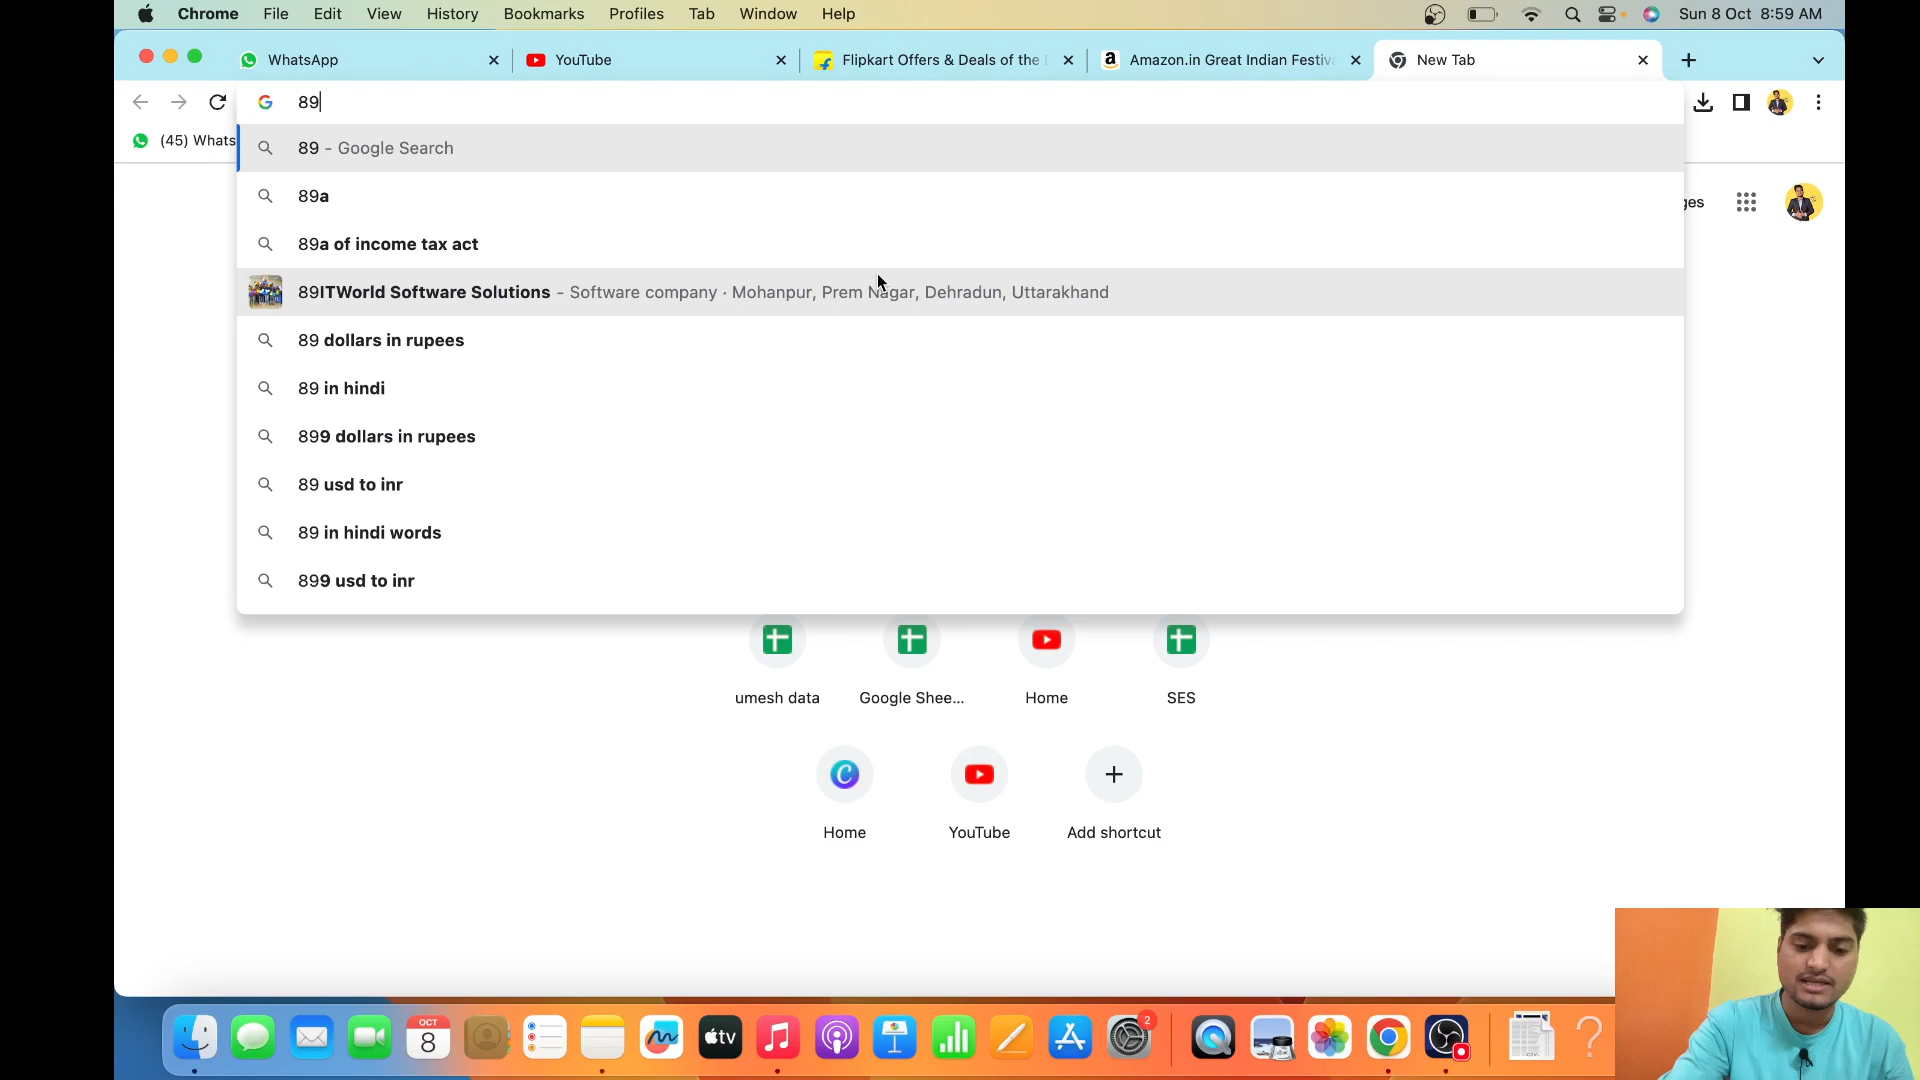 Chrome File Edit View History Bookmarks Profiles Tab Window Help Sun 8 Oct 8:59 AM
WhatsApp YouTube Flipkart Offers & Deals of the Amazon.in Great Indian Festiv New Tab
89
(45) Whats
89 - Google Search
89a
ges
89a of income tax act
89ITWorld Software Solutions - Software company · Mohanpur, Prem Nagar, Dehradun, Uttarakhand
89 dollars in rupees
89 in hindi
899 dollars in rupees
89 usd to inr
89 in hindi words
899 usd to inr
umesh data Google Shee... Home SES
Home YouTube Add shortcut
OCT
8
tv
2